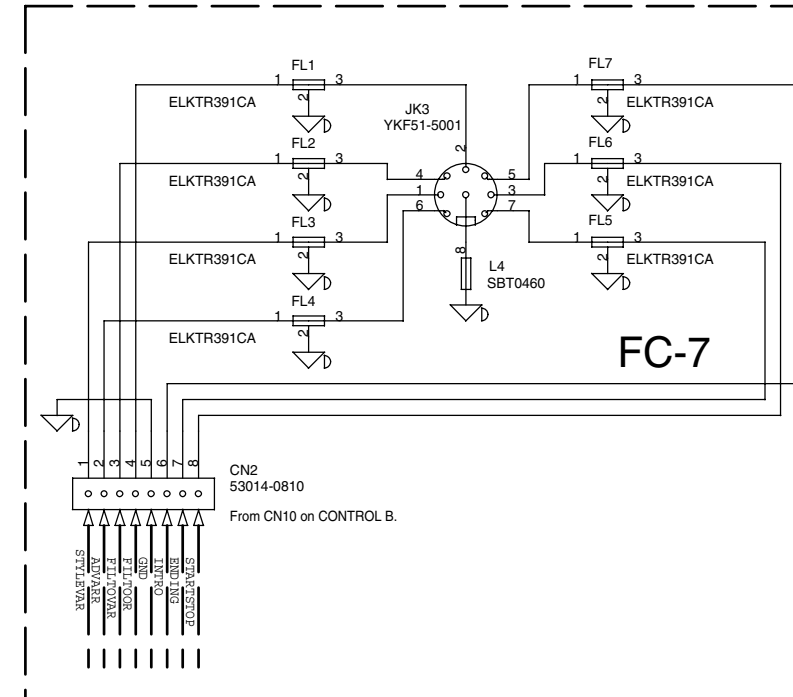 FL1
1 3
2
ELKTR391CA
FL7
1 3
2
ELKTR391CA
JK3
YKF51-5001
2
FL2
1 3
2
ELKTR391CA
4 5
FL6
1 3
2
ELKTR391CA
1 3
6 7
FL3
1 3
2
ELKTR391CA
FL5
1 3
2
ELKTR391CA
8
L4
SBT0460
FL4
1 3
2
ELKTR391CA
FC-7
1 2 3 4 5 6 7 8
CN2
53014-0810
From CN10 on CONTROL B.
STYLEVAR
ADVARR
FILTOVAR
FILTOOR
GND
INTRO
ENDING
STARTSTOP